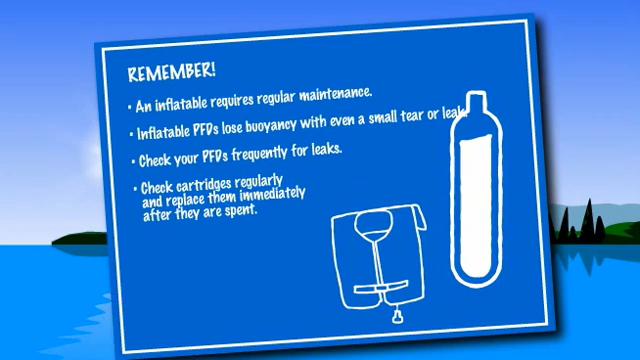 REMEMBER!
• An inflatable requires regular maintenance.
• Inflatable PFDs lose buoyancy with even a small tear or leak.
• Check your PFDs frequently for leaks.
• Check cartridges regularly
and replace them immediately
after they are spent.